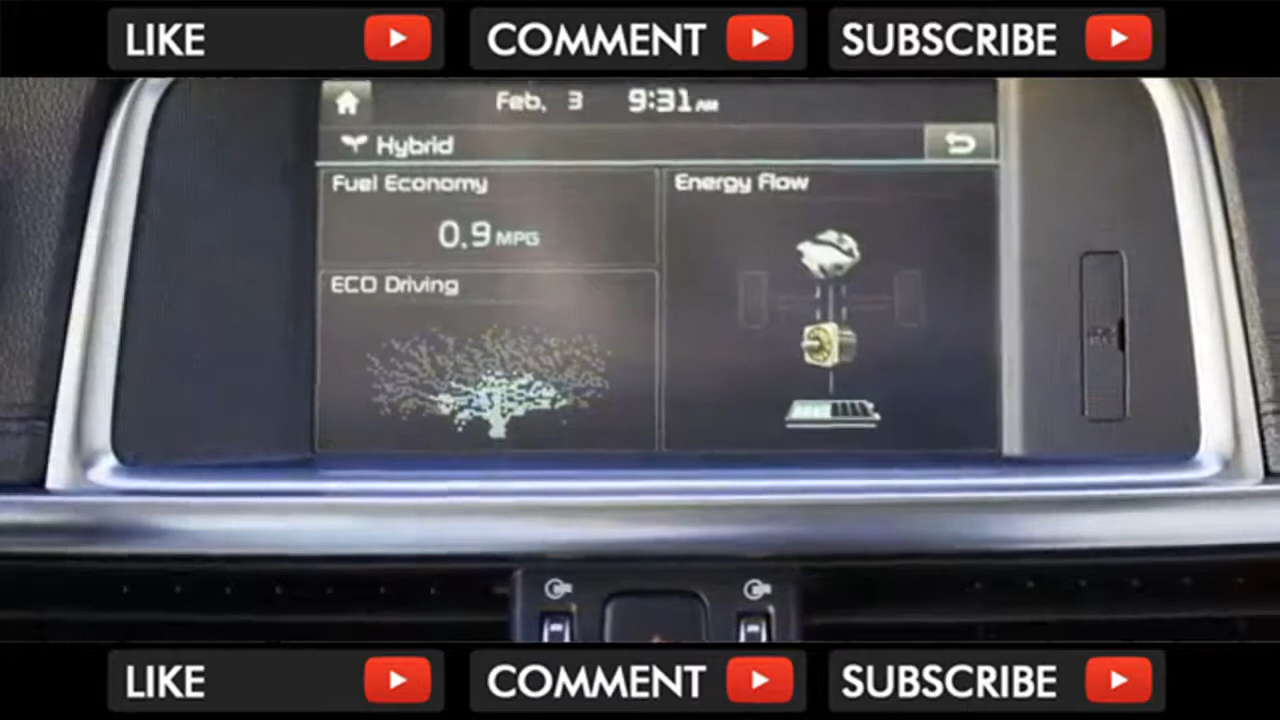 LIKE COMMENT SUBSCRIBE
Feb, 3 9:31 AM
Hybrid
Fuel Economy
0.9 MPG
ECO Driving
Energy Flow
LIKE COMMENT SUBSCRIBE